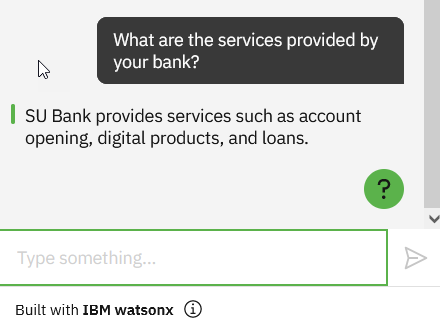 What are the services provided by
your bank?
SU Bank provides services such as account
opening, digital products, and loans.
?
Type something...
Built with IBM watsonx